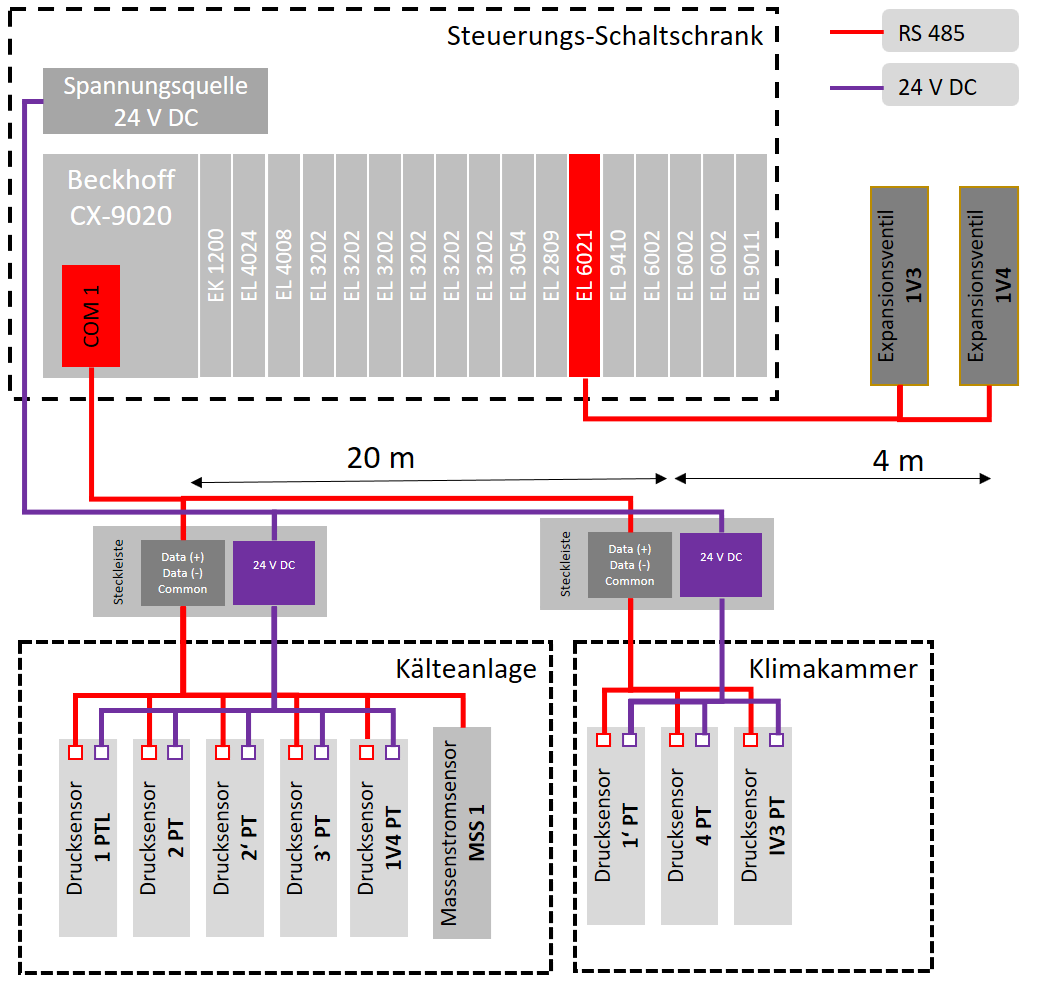 Steuerungs-Schaltschrank
RS 485
24 V DC
Spannungsquelle
24 V DC
Beckhoff
CX-9020
COM 1
EK 1200
EL 4024
EL 4008
EL 3202
EL 3202
EL 3202
EL 3202
EL 3202
EL 3202
EL 3054
EL 2809
EL 6021
EL 9410
EL 6002
EL 6002
EL 6002
EL 9011
Expansionsventil
1V3
Expansionsventil
1V4
20 m
4 m
Steckleiste
Data (+)
Data (-)
Common
24 V DC
Steckleiste
Data (+)
Data (-)
Common
24 V DC
Kälteanlage
Drucksensor
1 PTL
Drucksensor
2 PT
Drucksensor
2‘ PT
Drucksensor
3` PT
Drucksensor
1V4 PT
Massenstromsensor
MSS 1
Klimakammer
Drucksensor
1‘ PT
Drucksensor
4 PT
Drucksensor
IV3 PT